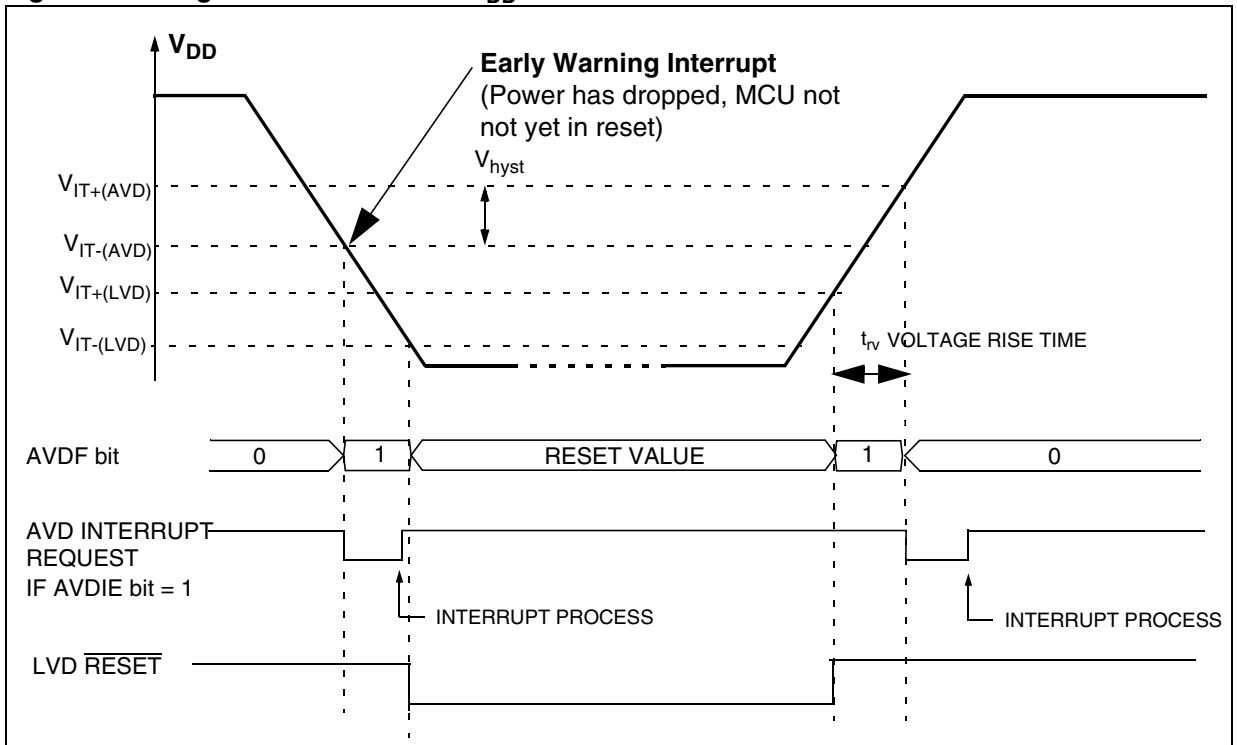 V_DD
Early Warning Interrupt
(Power has dropped, MCU not
not yet in reset)
V_hyst
V_IT+(AVD)
V_IT-(AVD)
V_IT+(LVD)
V_IT-(LVD)
t_rv VOLTAGE RISE TIME
AVDF bit
0
1
RESET VALUE
1
0
AVD INTERRUPT
REQUEST
IF AVDIE bit = 1
INTERRUPT PROCESS
INTERRUPT PROCESS
LVD RESET